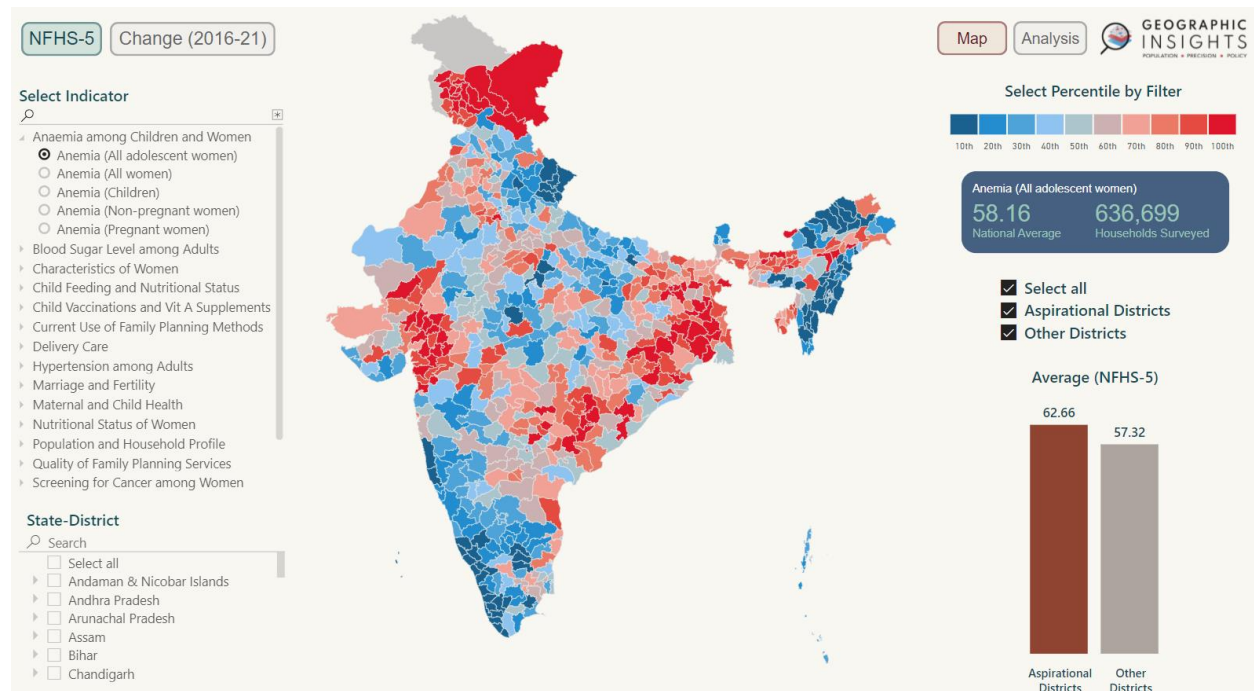 NFHS-5
Change (2016-21)
Map
Analysis
GEOGRAPHIC
INSIGHTS
POPULATION • PRECISION • POLICY
Select Indicator
Anaemia among Children and Women
Anemia (All adolescent women)
Anemia (All women)
Anemia (Children)
Anemia (Non-pregnant women)
Anemia (Pregnant women)
Blood Sugar Level among Adults
Characteristics of Women
Child Feeding and Nutritional Status
Child Vaccinations and Vit A Supplements
Current Use of Family Planning Methods
Delivery Care
Hypertension among Adults
Marriage and Fertility
Maternal and Child Health
Nutritional Status of Women
Population and Household Profile
Quality of Family Planning Services
Screening for Cancer among Women
State-District
Search
Select all
Andaman & Nicobar Islands
Andhra Pradesh
Arunachal Pradesh
Assam
Bihar
Chandigarh
Select Percentile by Filter
10th 20th 30th 40th 50th 60th 70th 80th 90th 100th
Anemia (All adolescent women)
58.16 636,699
National Average Households Surveyed
Select all
Aspirational Districts
Other Districts
Average (NFHS-5)
62.66
57.32
Aspirational Other
Districts Districts